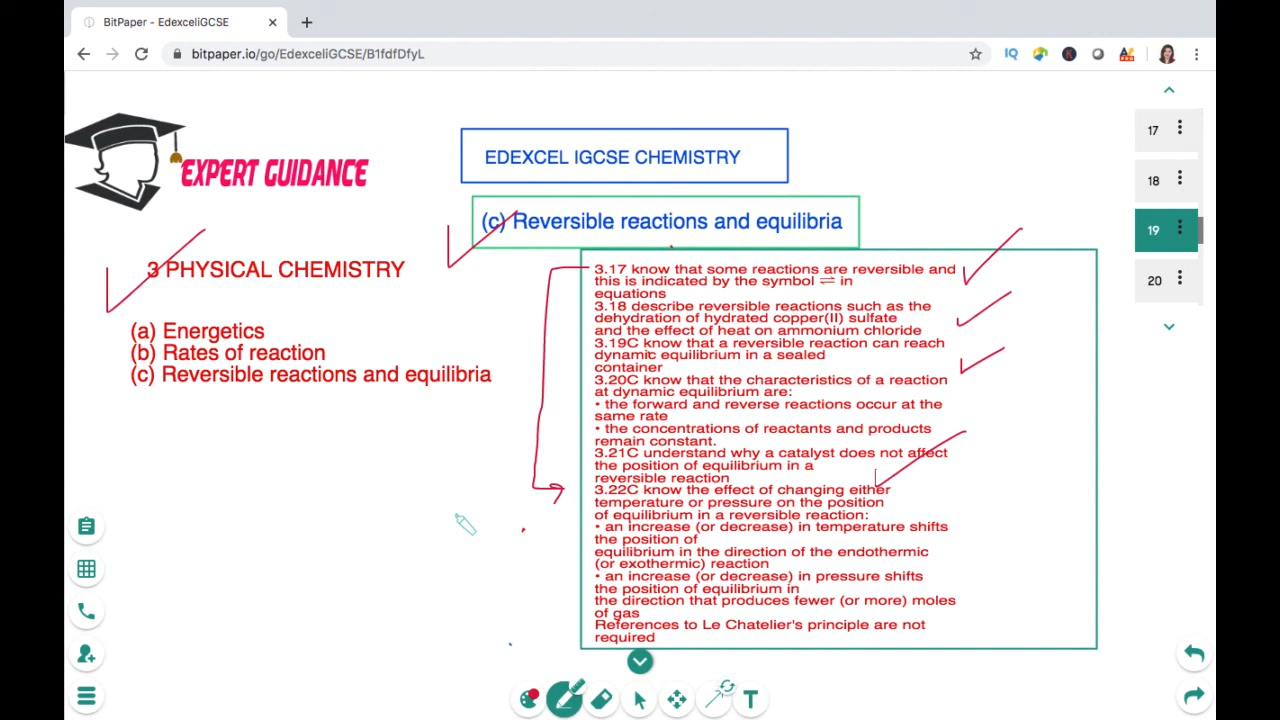 BitPaper - EdexceliGCSE
bitpaper.io/go/EdexceliGCSE/B1fdfDfyL
IQ
17
18
19
20
EXPERT GUIDANCE
EDEXCEL IGCSE CHEMISTRY
(c) Reversible reactions and equilibria
3 PHYSICAL CHEMISTRY
(a) Energetics
(b) Rates of reaction
(c) Reversible reactions and equilibria
3.17 know that some reactions are reversible and
this is indicated by the symbol ⇌ in
equations
3.18 describe reversible reactions such as the
dehydration of hydrated copper(II) sulfate
and the effect of heat on ammonium chloride
3.19C know that a reversible reaction can reach
dynamic equilibrium in a sealed
container
3.20C know that the characteristics of a reaction
at dynamic equilibrium are:
• the forward and reverse reactions occur at the
same rate
• the concentrations of reactants and products
remain constant.
3.21C understand why a catalyst does not affect
the position of equilibrium in a
reversible reaction
3.22C know the effect of changing either
temperature or pressure on the position
of equilibrium in a reversible reaction:
• an increase (or decrease) in temperature shifts
the position of
equilibrium in the direction of the endothermic
(or exothermic) reaction
• an increase (or decrease) in pressure shifts
the position of equilibrium in
the direction that produces fewer (or more) moles
of gas
References to Le Chatelier's principle are not
required
T